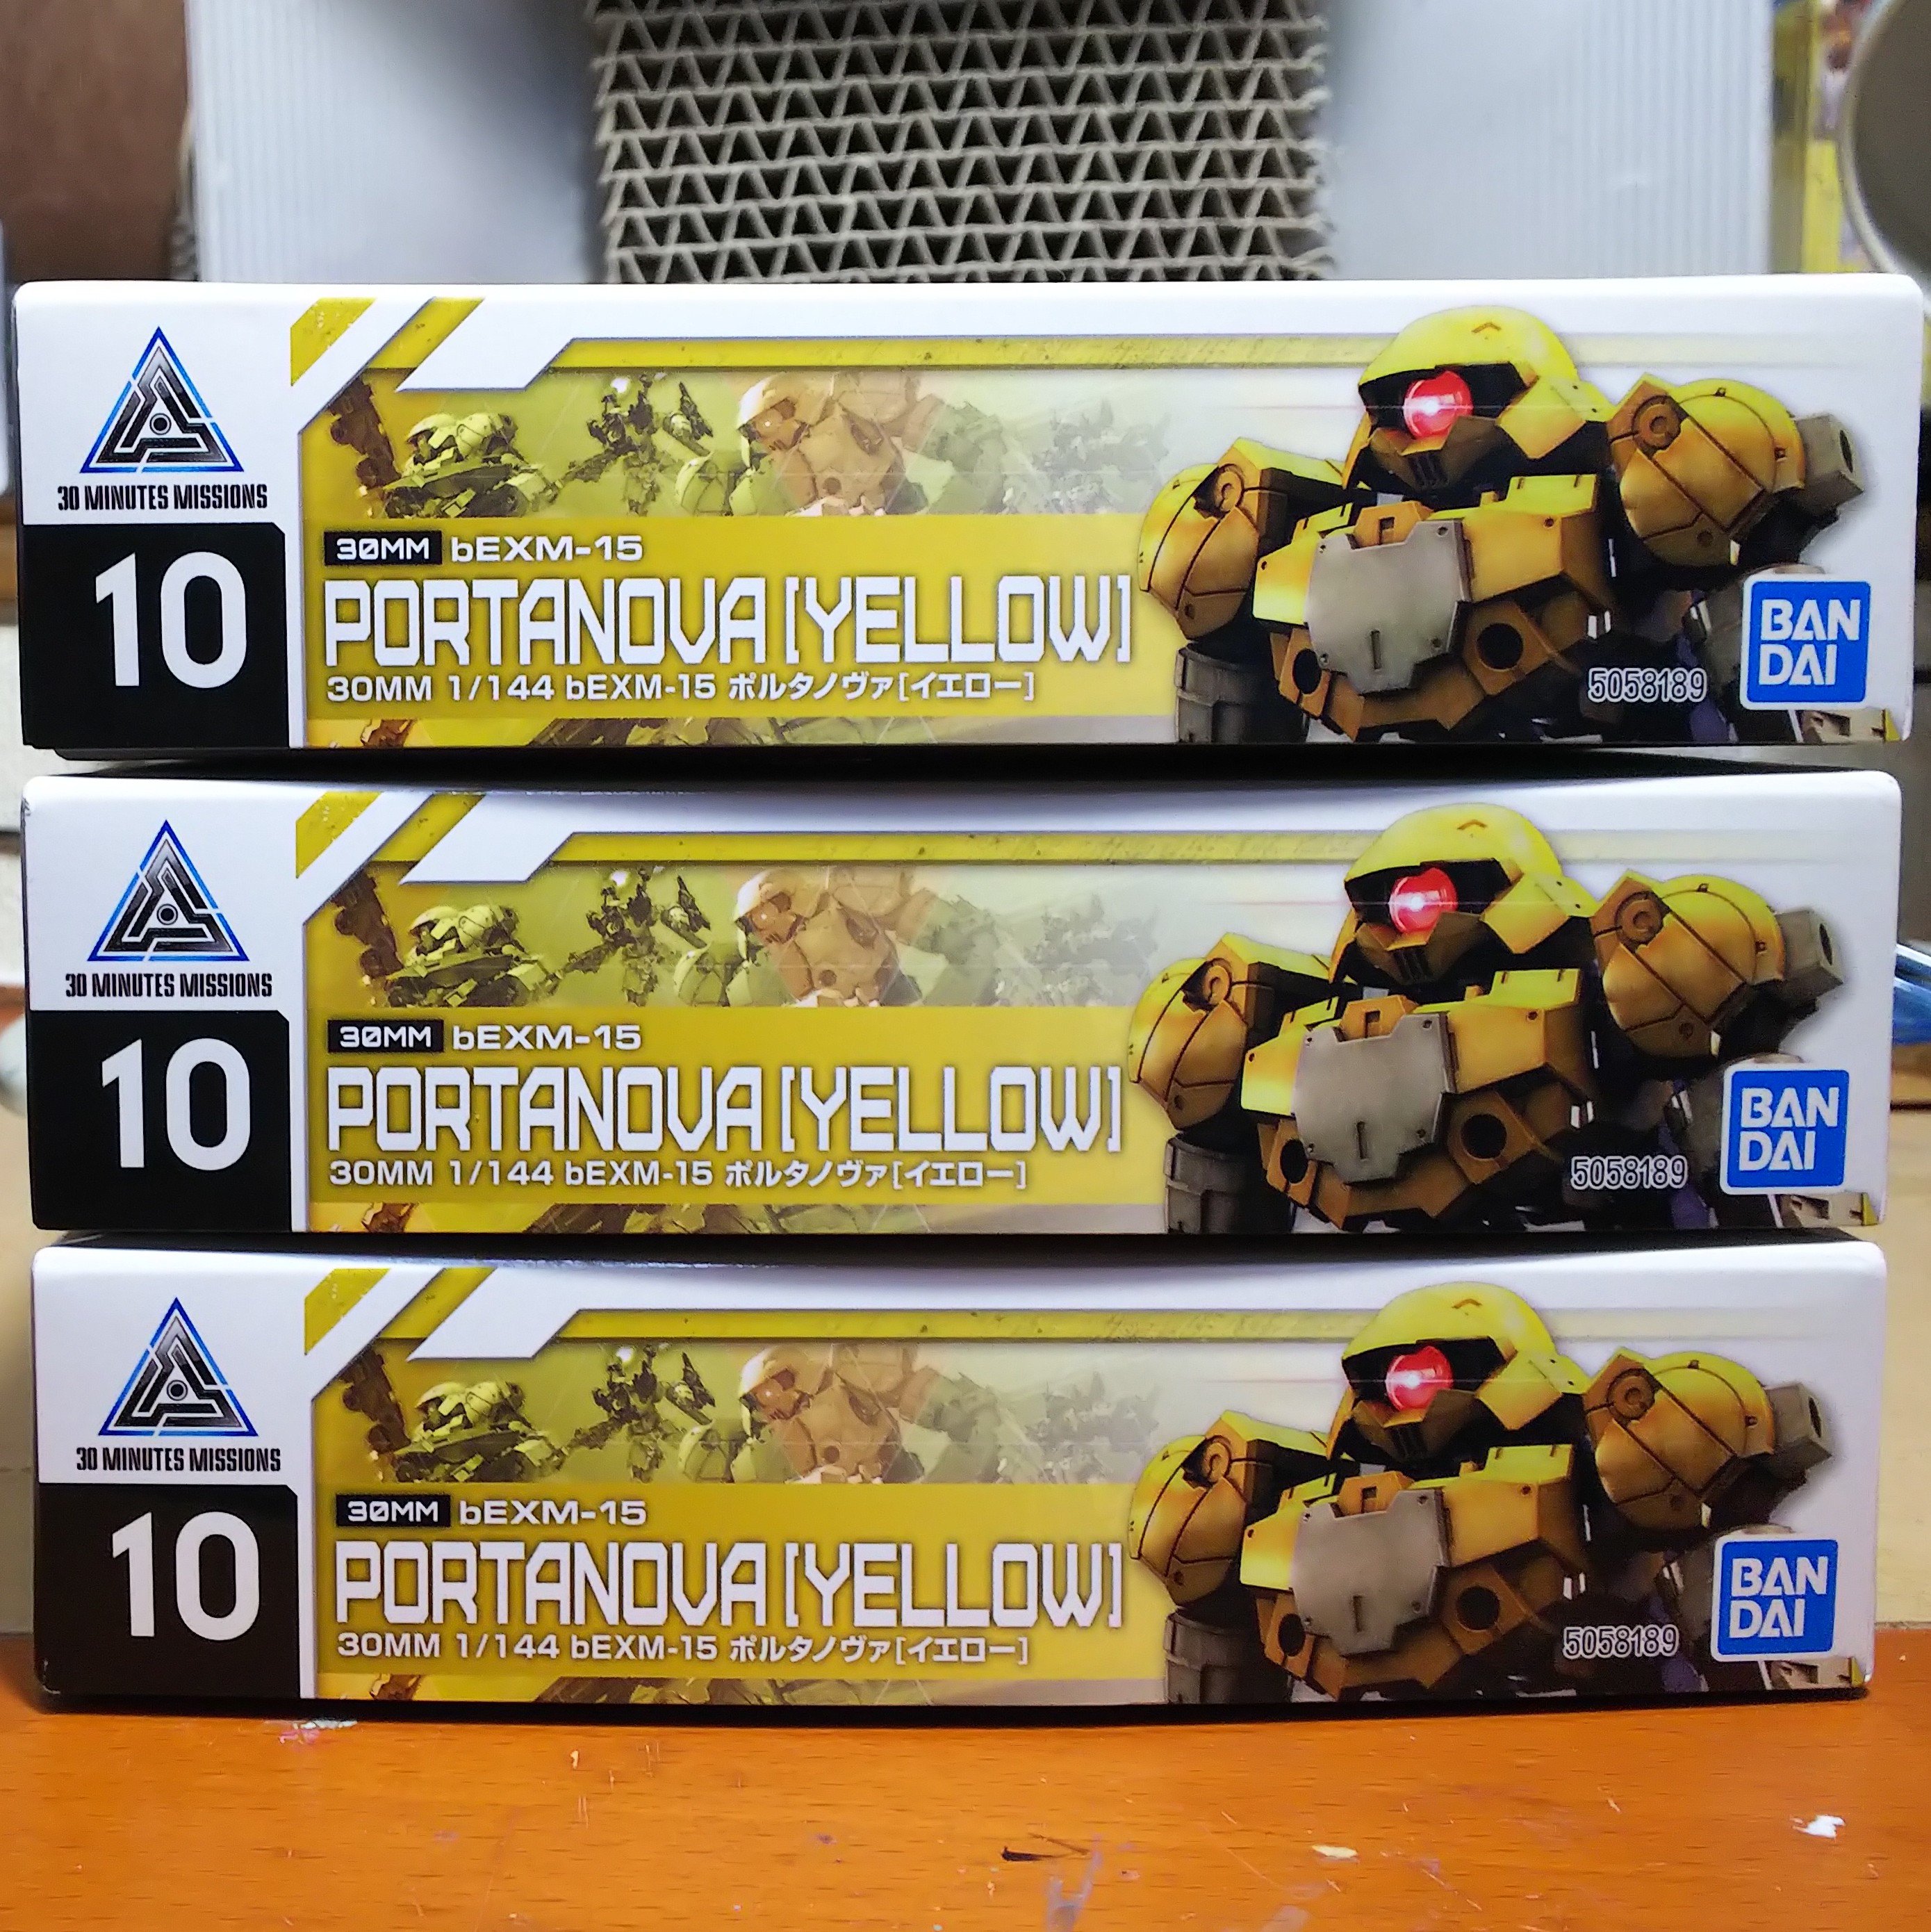 30 MINUTES MISSIONS
10
30MM bEXM-15
PORTANOVA [YELLOW]
30MM 1/144 bEXM-15 ポルタノヴァ[イエロー]
5058189
BAN
DAI
30 MINUTES MISSIONS
10
30MM bEXM-15
PORTANOVA [YELLOW]
30MM 1/144 bEXM-15 ポルタノヴァ[イエロー]
5058189
BAN
DAI
30 MINUTES MISSIONS
10
30MM bEXM-15
PORTANOVA [YELLOW]
30MM 1/144 bEXM-15 ポルタノヴァ[イエロー]
5058189
BAN
DAI